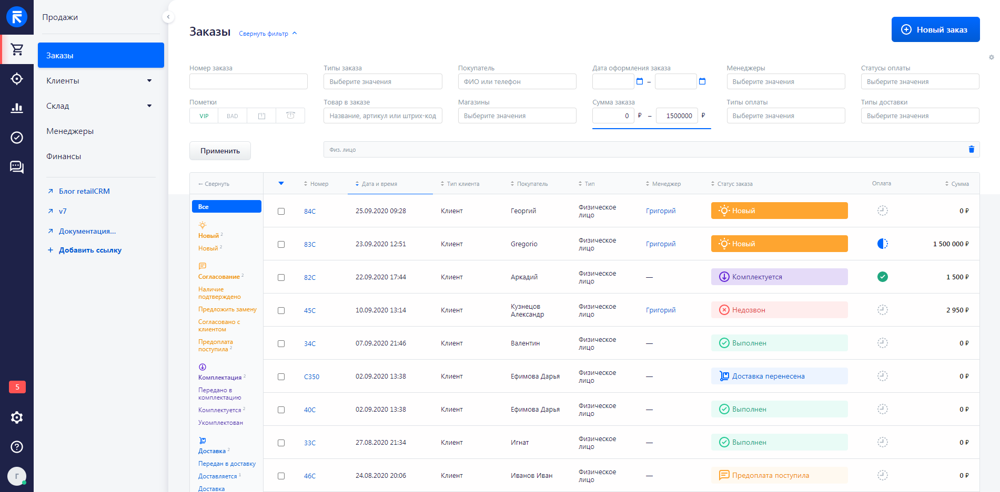 Продажи
Заказы
Клиенты
Склад
Менеджеры
Финансы
Блог retailCRM
v7
Документация...
+ Добавить ссылку
5
Г
Заказы Свернуть фильтр
Новый заказ
Номер заказа Типы заказа Покупатель Дата оформления заказа Менеджеры Статусы оплаты
Выберите значения ФИО или телефон – Выберите значения Выберите значения
Пометки Товар в заказе Магазины Сумма заказа Типы оплаты Типы доставки
VIP BAD Название, артикул или штрих-код Выберите значения 0 ₽ – 1500000 ₽ Выберите значения Выберите значения
Применить Физ. лицо
← Свернуть Номер Дата и время Тип клиента Покупатель Тип Менеджер Статус заказа Оплата Сумма
Все
Новый 2
Новый 2
Согласование 2
Наличие
подтверждено
Предложить замену
Согласовано с
клиентом
Предоплата
поступила 2
Комплектация 2
Передано в
комплектацию
Комплектуется 2
Укомплектован
Доставка 2
Передан в доставку
Доставляется 1
Доставка
84C 25.09.2020 09:28 Клиент Георгий Физическое лицо Григорий Новый 0 ₽
83C 23.09.2020 12:51 Клиент Gregorio Физическое лицо Григорий Новый 1 500 000 ₽
82C 22.09.2020 17:44 Клиент Аркадий Физическое лицо — Комплектуется 1 500 ₽
45C 10.09.2020 13:14 Клиент Кузнецов Александр Физическое лицо Григорий Недозвон 2 950 ₽
34C 07.09.2020 21:46 Клиент Валентин Физическое лицо — Выполнен 0 ₽
C350 02.09.2020 13:38 Клиент Ефимова Дарья Физическое лицо — Доставка перенесена 0 ₽
40C 02.09.2020 13:38 Клиент Ефимова Дарья Физическое лицо — Выполнен 0 ₽
33C 27.08.2020 21:34 Клиент Игнат Физическое лицо — Выполнен 0 ₽
46C 24.08.2020 20:06 Клиент Иванов Иван Физическое лицо — Предоплата поступила 0 ₽